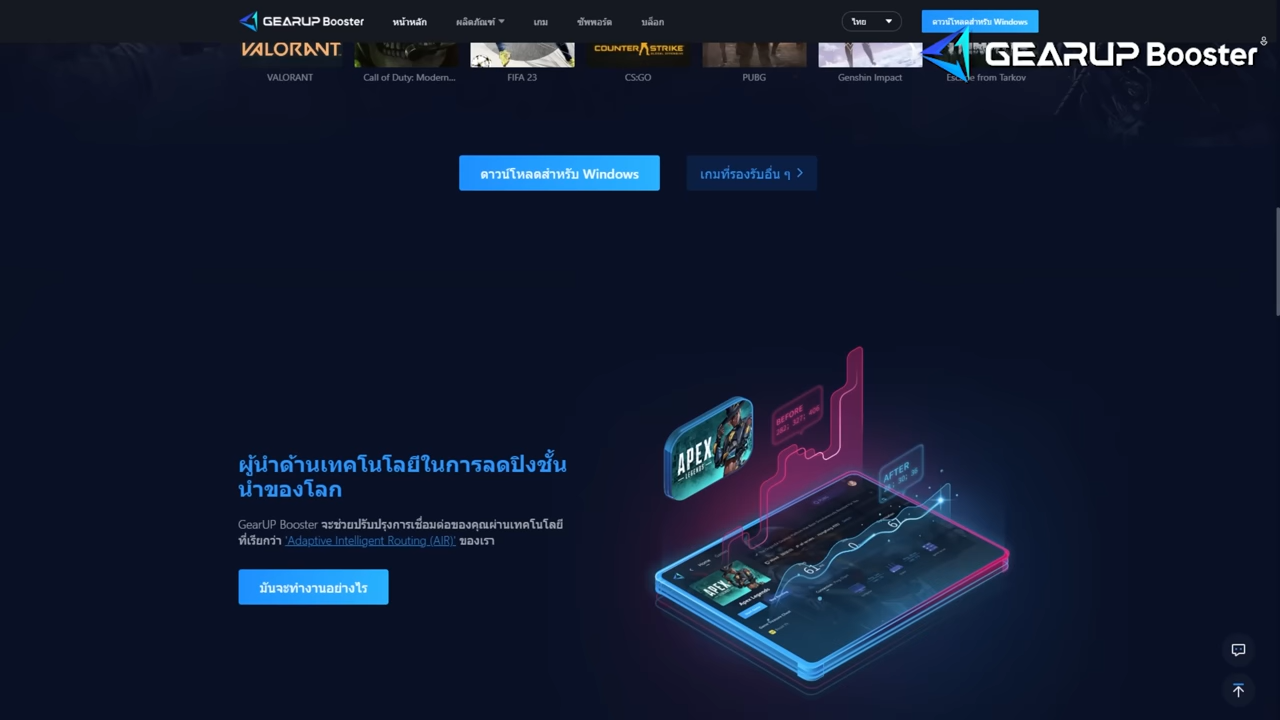 GEARUP Booster
หน้าหลัก
ผลิตภัณฑ์
เกม
ซัพพอร์ต
บล็อก
ไทย
ดาวน์โหลดสำหรับ Windows
GEARUP Booster
VALORANT
COUNTER STRIKE
VALORANT
Call of Duty: Modern...
FIFA 23
CS:GO
PUBG
Genshin Impact
Escape from Tarkov
ดาวน์โหลดสำหรับ Windows
เกมที่รองรับอื่น ๆ
ผู้นำด้านเทคโนโลยีในการลดปิงชั้น
นำของโลก
GearUP Booster จะช่วยปรับปรุงการเชื่อมต่อของคุณผ่านเทคโนโลยี
ที่เรียกว่า 'Adaptive Intelligent Routing (AIR)' ของเรา
มันจะทำงานอย่างไร
APEX
LEGENDS
BEFORE
AFTER
APEX
Apex Legends